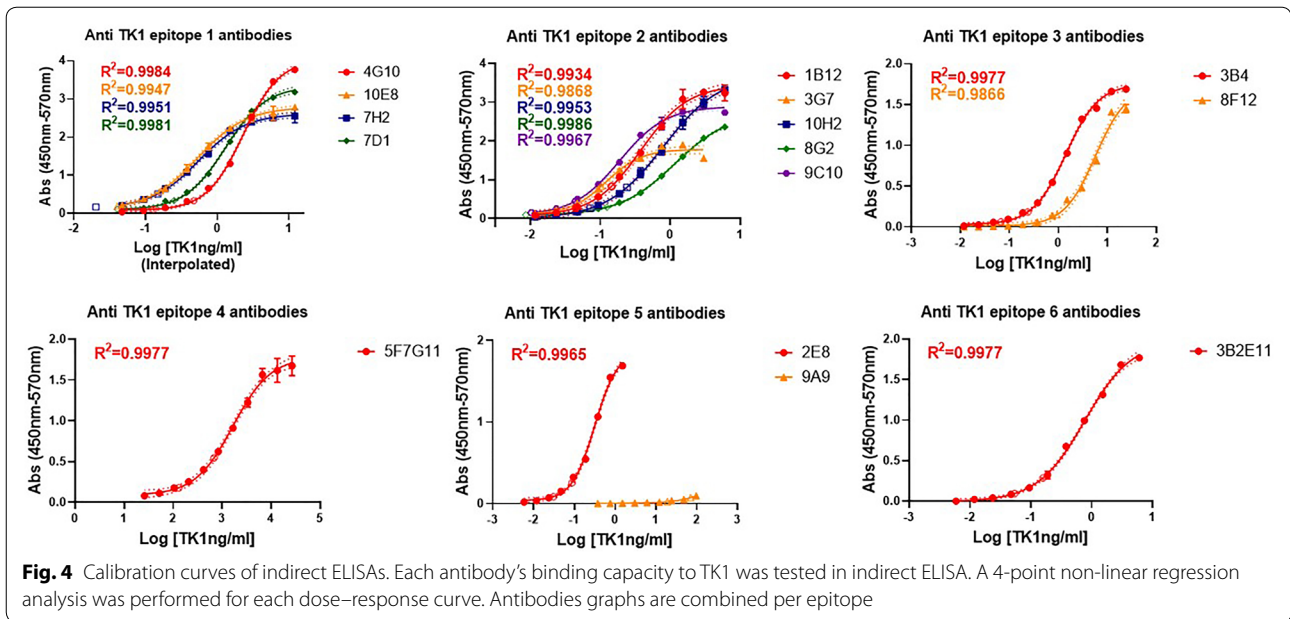 Anti TK1 epitope 1 antibodies
Abs (450nm-570nm)
4
3
2
1
0
R²=0.9984
R²=0.9947
R²=0.9951
R²=0.9981
4G10
10E8
7H2
7D1
-2
-1
0
1
Log [TK1ng/ml]
(Interpolated)
Anti TK1 epitope 2 antibodies
Abs (450nm-570nm)
4
3
2
1
0
R²=0.9934
R²=0.9868
R²=0.9953
R²=0.9986
R²=0.9967
1B12
3G7
10H2
8G2
9C10
-2
-1
0
1
Log [TK1ng/ml]
Anti TK1 epitope 3 antibodies
Abs (450nm-570nm)
2.0
1.5
1.0
0.5
0.0
R²=0.9977
R²=0.9866
3B4
8F12
-3
-2
-1
0
1
2
Log [TK1ng/ml]
Anti TK1 epitope 4 antibodies
Abs (450nm-570nm)
2.0
1.5
1.0
0.5
0.0
R²=0.9977
5F7G11
0
1
2
3
4
5
Log [TK1ng/ml]
Anti TK1 epitope 5 antibodies
Abs (450nm-570nm)
2
1
0
R²=0.9965
2E8
9A9
-3
-2
-1
0
1
2
3
Log [TK1ng/ml]
Anti TK1 epitope 6 antibodies
Abs (450nm-570nm)
2.0
1.5
1.0
0.5
0.0
R²=0.9977
3B2E11
-3
-2
-1
0
1
Log [TK1ng/ml]
Fig. 4 Calibration curves of indirect ELISAs. Each antibody's binding capacity to TK1 was tested in indirect ELISA. A 4-point non-linear regression
analysis was performed for each dose–response curve. Antibodies graphs are combined per epitope